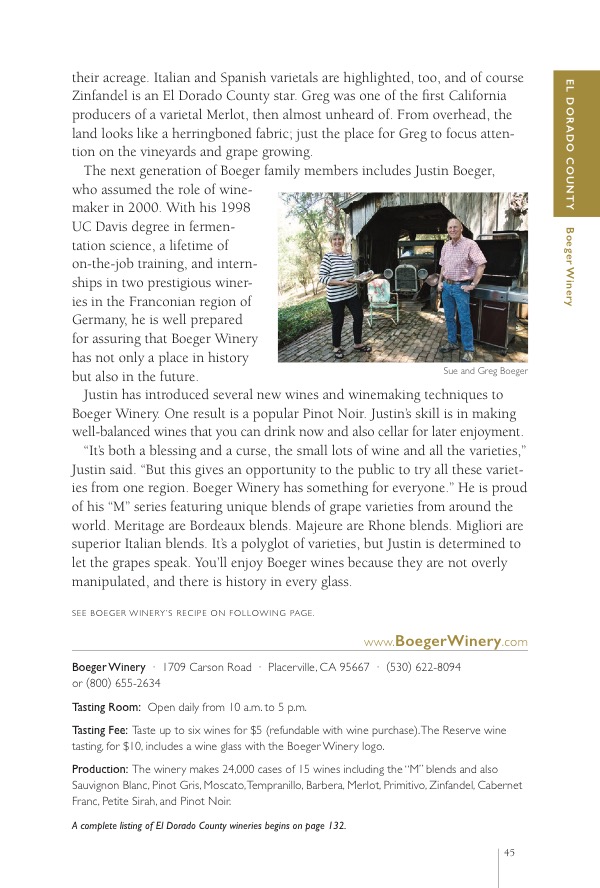 their acreage. Italian and Spanish varietals are highlighted, too, and of course
Zinfandel is an El Dorado County star. Greg was one of the first California
producers of a varietal Merlot, then almost unheard of. From overhead, the
land looks like a herringboned fabric; just the place for Greg to focus atten-
tion on the vineyards and grape growing.
The next generation of Boeger family members includes Justin Boeger,
who assumed the role of wine-
maker in 2000. With his 1998
UC Davis degree in fermen-
tation science, a lifetime of
on-the-job training, and intern-
ships in two prestigious winer-
ies in the Franconian region of
Germany, he is well prepared
for assuring that Boeger Winery
has not only a place in history
but also in the future.
Sue and Greg Boeger
Justin has introduced several new wines and winemaking techniques to
Boeger Winery. One result is a popular Pinot Noir. Justin's skill is in making
well-balanced wines that you can drink now and also cellar for later enjoyment.
“It's both a blessing and a curse, the small lots of wine and all the varieties,”
Justin said. “But this gives an opportunity to the public to try all these variet-
ies from one region. Boeger Winery has something for everyone.” He is proud
of his “M” series featuring unique blends of grape varieties from around the
world. Meritage are Bordeaux blends. Majeure are Rhone blends. Migliori are
superior Italian blends. It's a polyglot of varieties, but Justin is determined to
let the grapes speak. You'll enjoy Boeger wines because they are not overly
manipulated, and there is history in every glass.
SEE BOEGER WINERY'S RECIPE ON FOLLOWING PAGE.
www.BoegerWinery.com
Boeger Winery · 1709 Carson Road · Placerville, CA 95667 · (530) 622-8094
or (800) 655-2634
Tasting Room: Open daily from 10 a.m. to 5 p.m.
Tasting Fee: Taste up to six wines for $5 (refundable with wine purchase). The Reserve wine
tasting, for $10, includes a wine glass with the Boeger Winery logo.
Production: The winery makes 24,000 cases of 15 wines including the “M” blends and also
Sauvignon Blanc, Pinot Gris, Moscato, Tempranillo, Barbera, Merlot, Primitivo, Zinfandel, Cabernet
Franc, Petite Sirah, and Pinot Noir.
A complete listing of El Dorado County wineries begins on page 132.
45
EL DORADO COUNTY
Boeger Winery